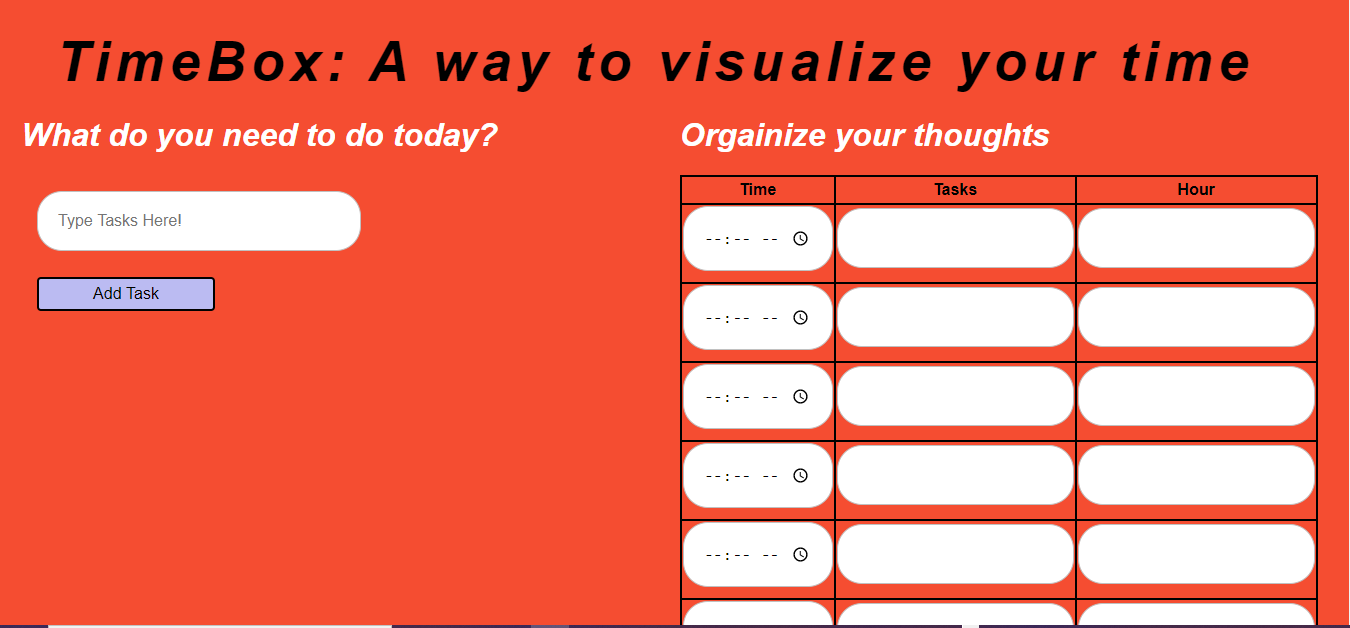 TimeBox: A way to visualize your time
What do you need to do today?
Type Tasks Here!
Add Task
Orgainize your thoughts
Time Tasks Hour
--:-- --
--:-- --
--:-- --
--:-- --
--:-- --